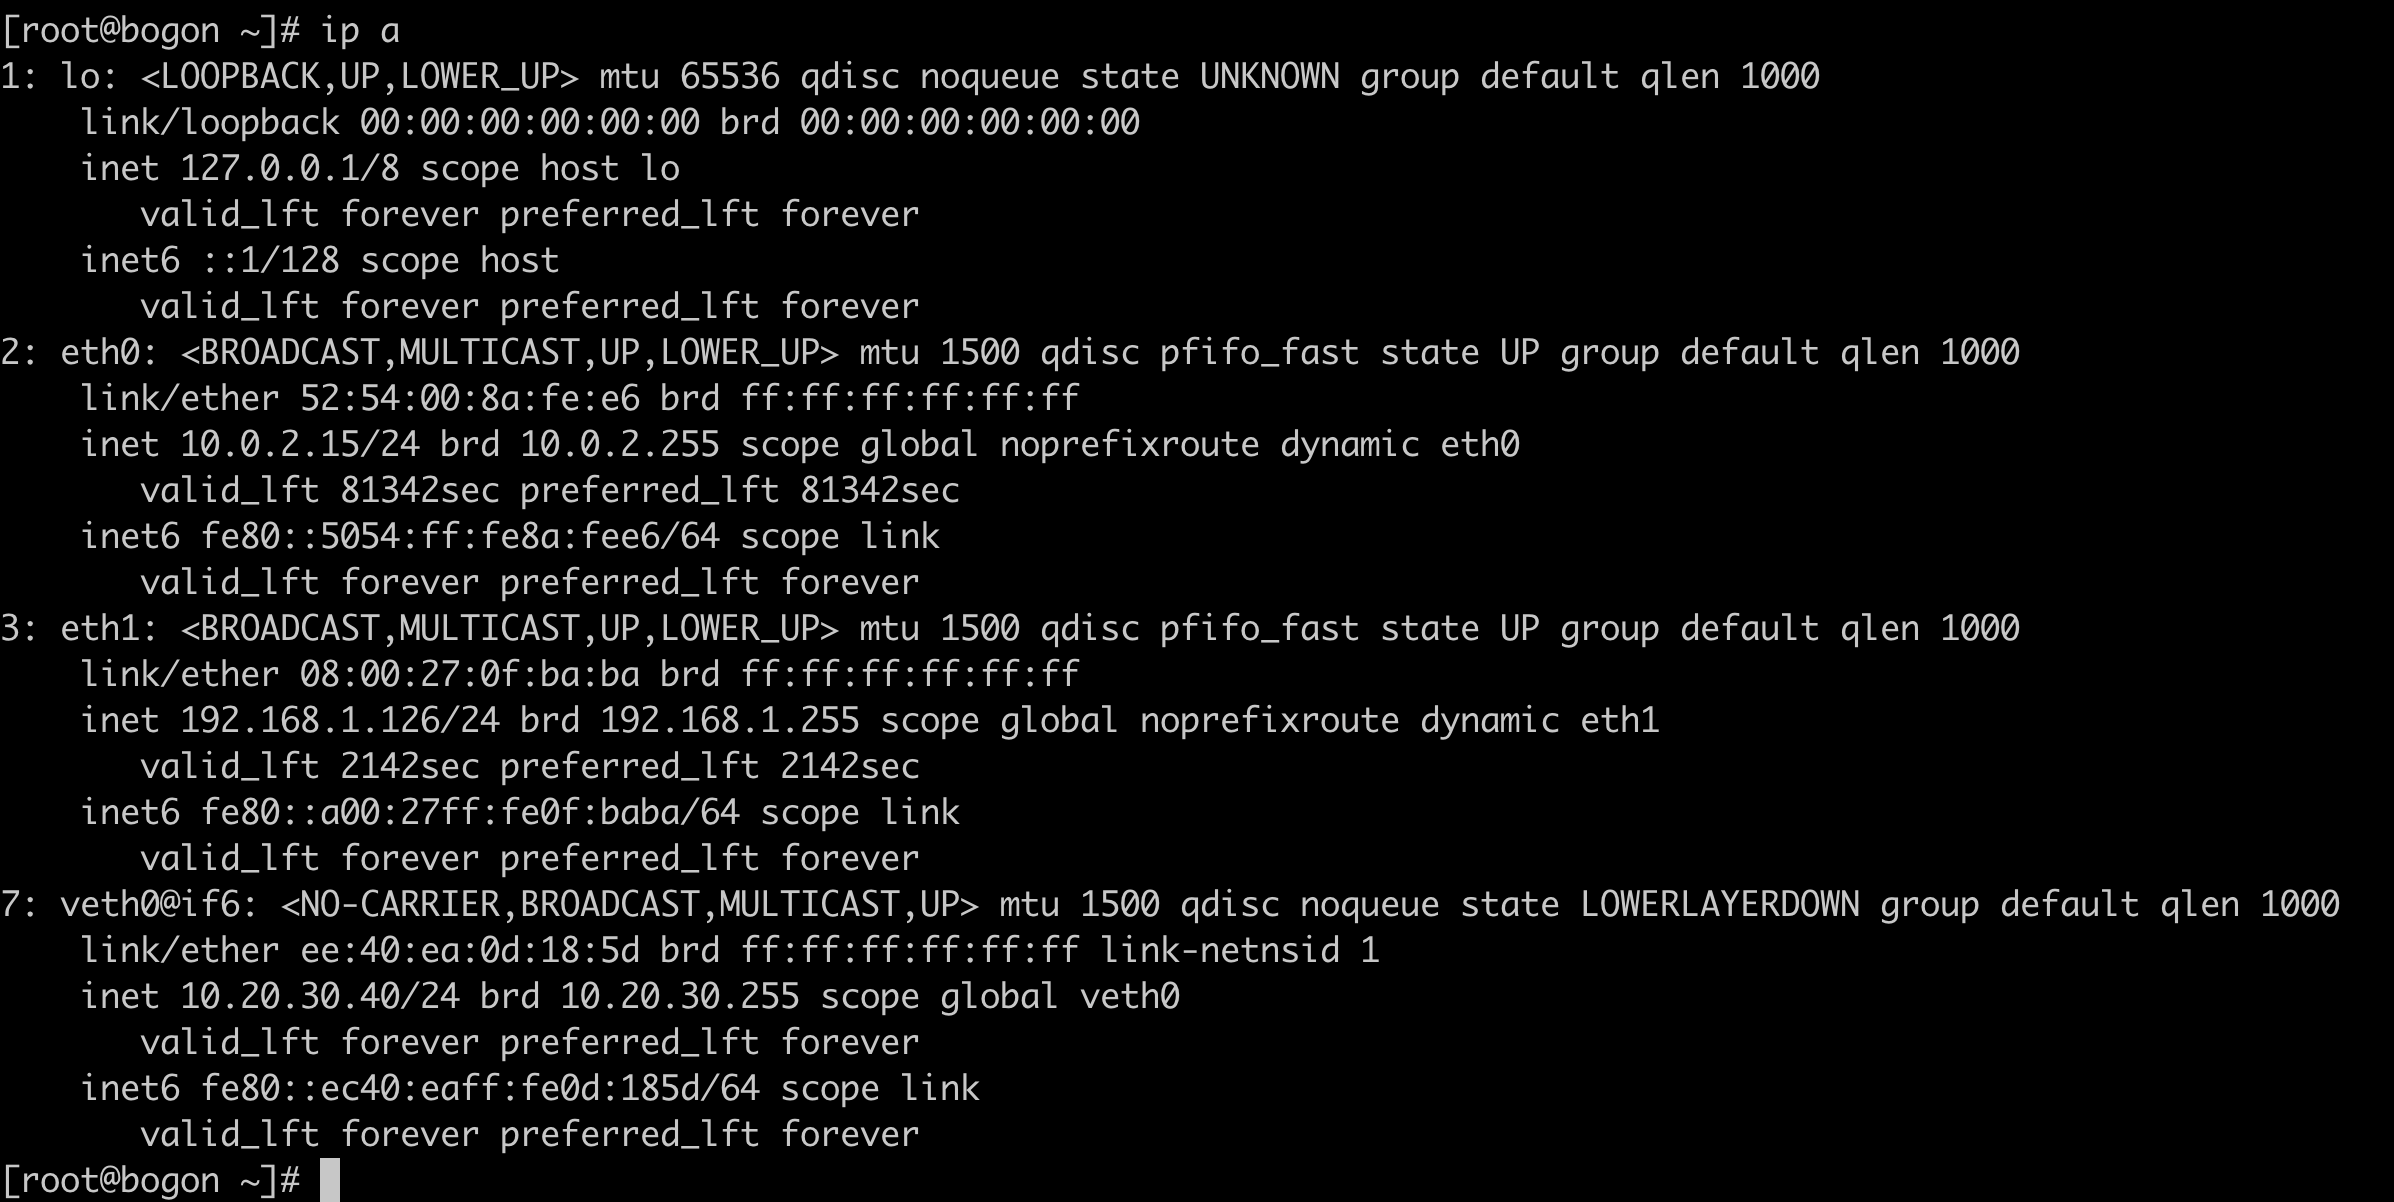 [root@bogon ~]# ip a
1: lo: <LOOPBACK,UP,LOWER_UP> mtu 65536 qdisc noqueue state UNKNOWN group default qlen 1000
    link/loopback 00:00:00:00:00:00 brd 00:00:00:00:00:00
    inet 127.0.0.1/8 scope host lo
       valid_lft forever preferred_lft forever
    inet6 ::1/128 scope host
       valid_lft forever preferred_lft forever
2: eth0: <BROADCAST,MULTICAST,UP,LOWER_UP> mtu 1500 qdisc pfifo_fast state UP group default qlen 1000
    link/ether 52:54:00:8a:fe:e6 brd ff:ff:ff:ff:ff:ff
    inet 10.0.2.15/24 brd 10.0.2.255 scope global noprefixroute dynamic eth0
       valid_lft 81342sec preferred_lft 81342sec
    inet6 fe80::5054:ff:fe8a:fee6/64 scope link
       valid_lft forever preferred_lft forever
3: eth1: <BROADCAST,MULTICAST,UP,LOWER_UP> mtu 1500 qdisc pfifo_fast state UP group default qlen 1000
    link/ether 08:00:27:0f:ba:ba brd ff:ff:ff:ff:ff:ff
    inet 192.168.1.126/24 brd 192.168.1.255 scope global noprefixroute dynamic eth1
       valid_lft 2142sec preferred_lft 2142sec
    inet6 fe80::a00:27ff:fe0f:baba/64 scope link
       valid_lft forever preferred_lft forever
7: veth0@if6: <NO-CARRIER,BROADCAST,MULTICAST,UP> mtu 1500 qdisc noqueue state LOWERLAYERDOWN group default qlen 1000
    link/ether ee:40:ea:0d:18:5d brd ff:ff:ff:ff:ff:ff link-netnsid 1
    inet 10.20.30.40/24 brd 10.20.30.255 scope global veth0
       valid_lft forever preferred_lft forever
    inet6 fe80::ec40:eaff:fe0d:185d/64 scope link
       valid_lft forever preferred_lft forever
[root@bogon ~]#